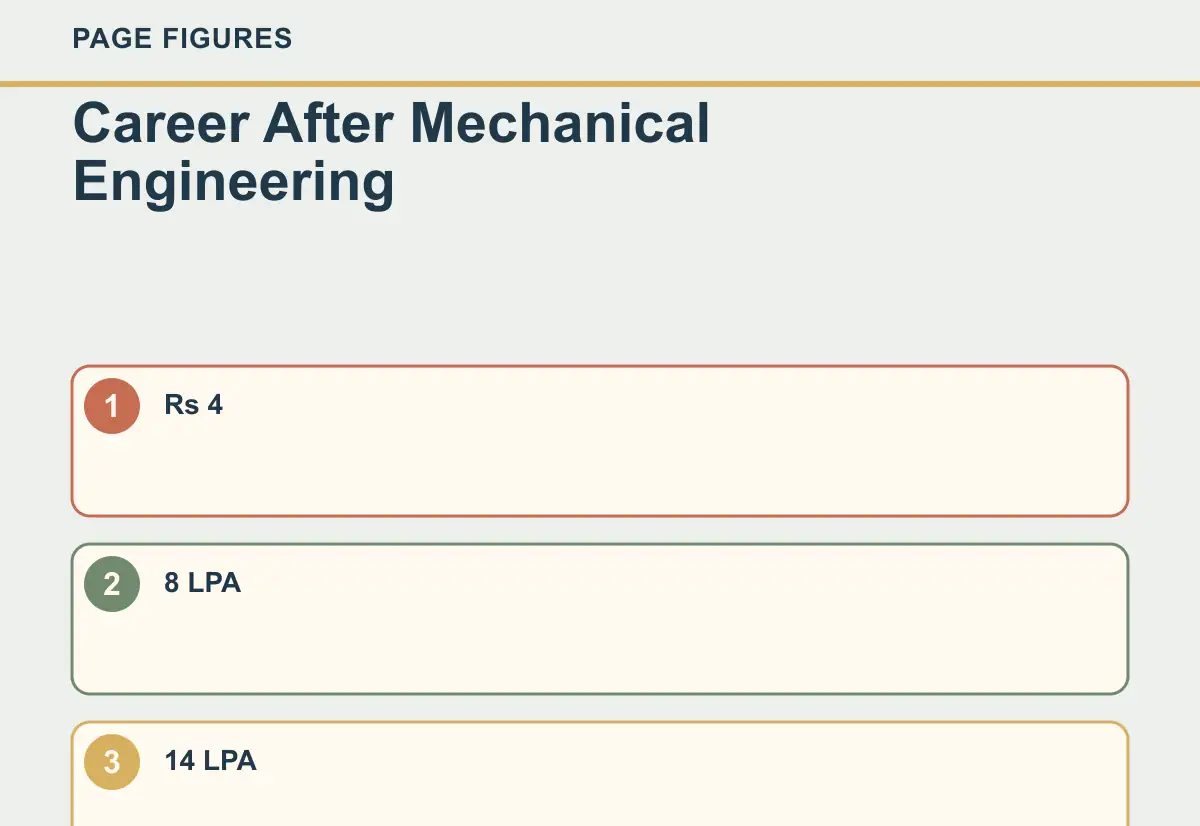 PAGE FIGURES
Career After Mechanical
Engineering
1 Rs 4
2 8 LPA
3 14 LPA